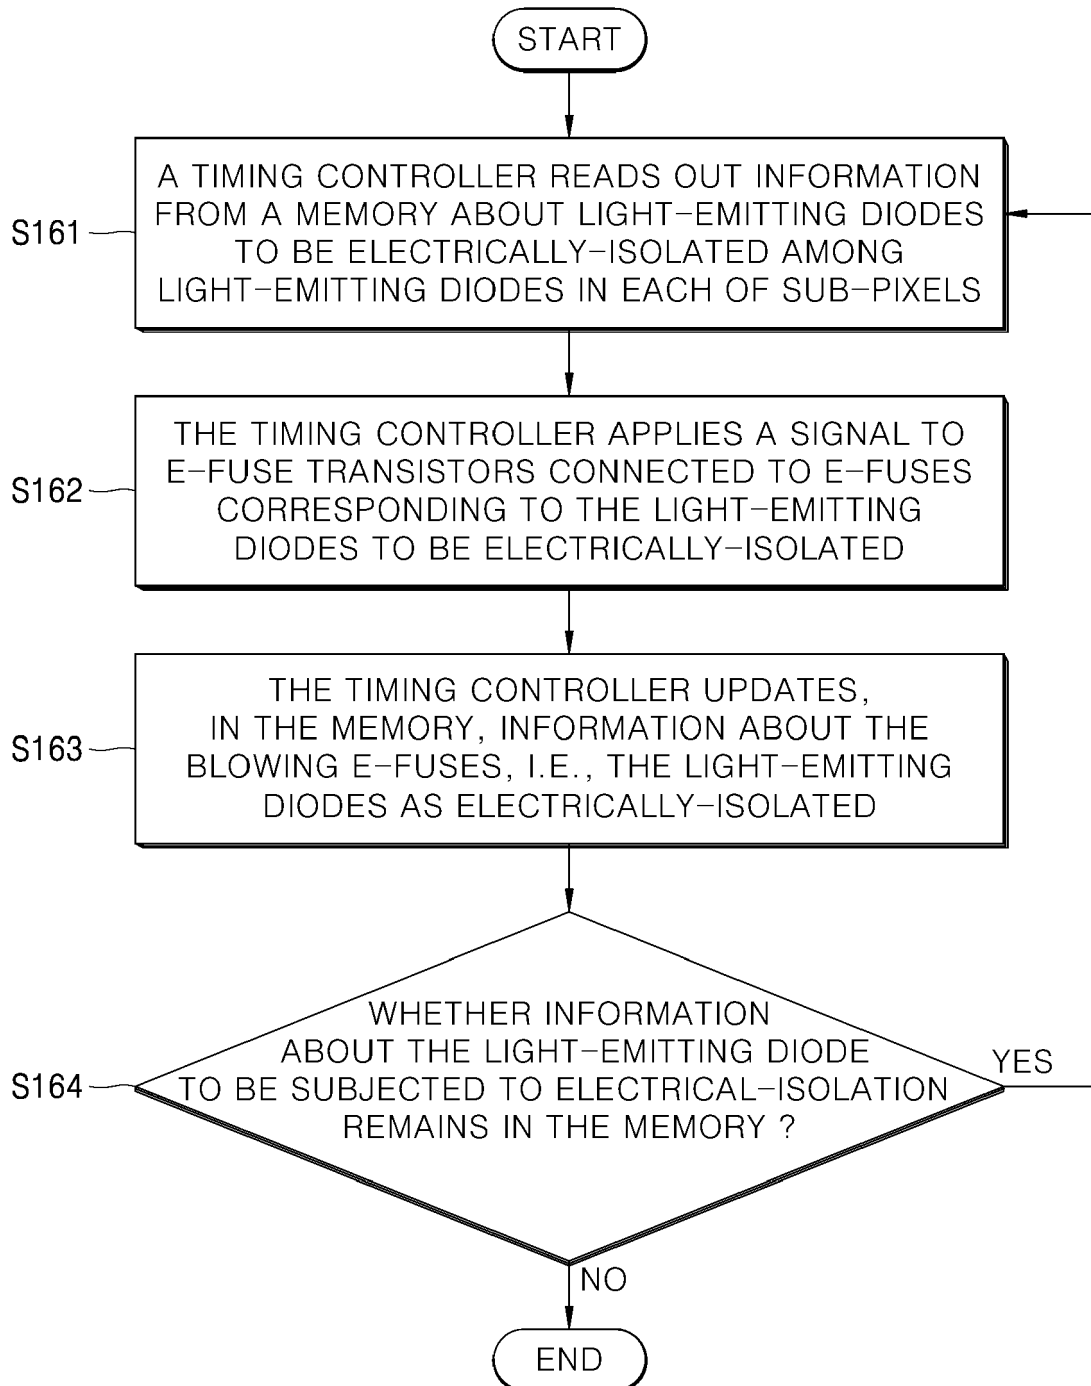 START
A TIMING CONTROLLER READS OUT INFORMATION
FROM A MEMORY ABOUT LIGHT-EMITTING DIODES
TO BE ELECTRICALLY-ISOLATED AMONG
LIGHT-EMITTING DIODES IN EACH OF SUB-PIXELS
S161
THE TIMING CONTROLLER APPLIES A SIGNAL TO
E-FUSE TRANSISTORS CONNECTED TO E-FUSES
CORRESPONDING TO THE LIGHT-EMITTING
DIODES TO BE ELECTRICALLY-ISOLATED
S162
THE TIMING CONTROLLER UPDATES,
IN THE MEMORY, INFORMATION ABOUT THE
BLOWING E-FUSES, I.E., THE LIGHT-EMITTING
DIODES AS ELECTRICALLY-ISOLATED
S163
WHETHER INFORMATION
ABOUT THE LIGHT-EMITTING DIODE
TO BE SUBJECTED TO ELECTRICAL-ISOLATION
REMAINS IN THE MEMORY ?
S164
YES
NO
END